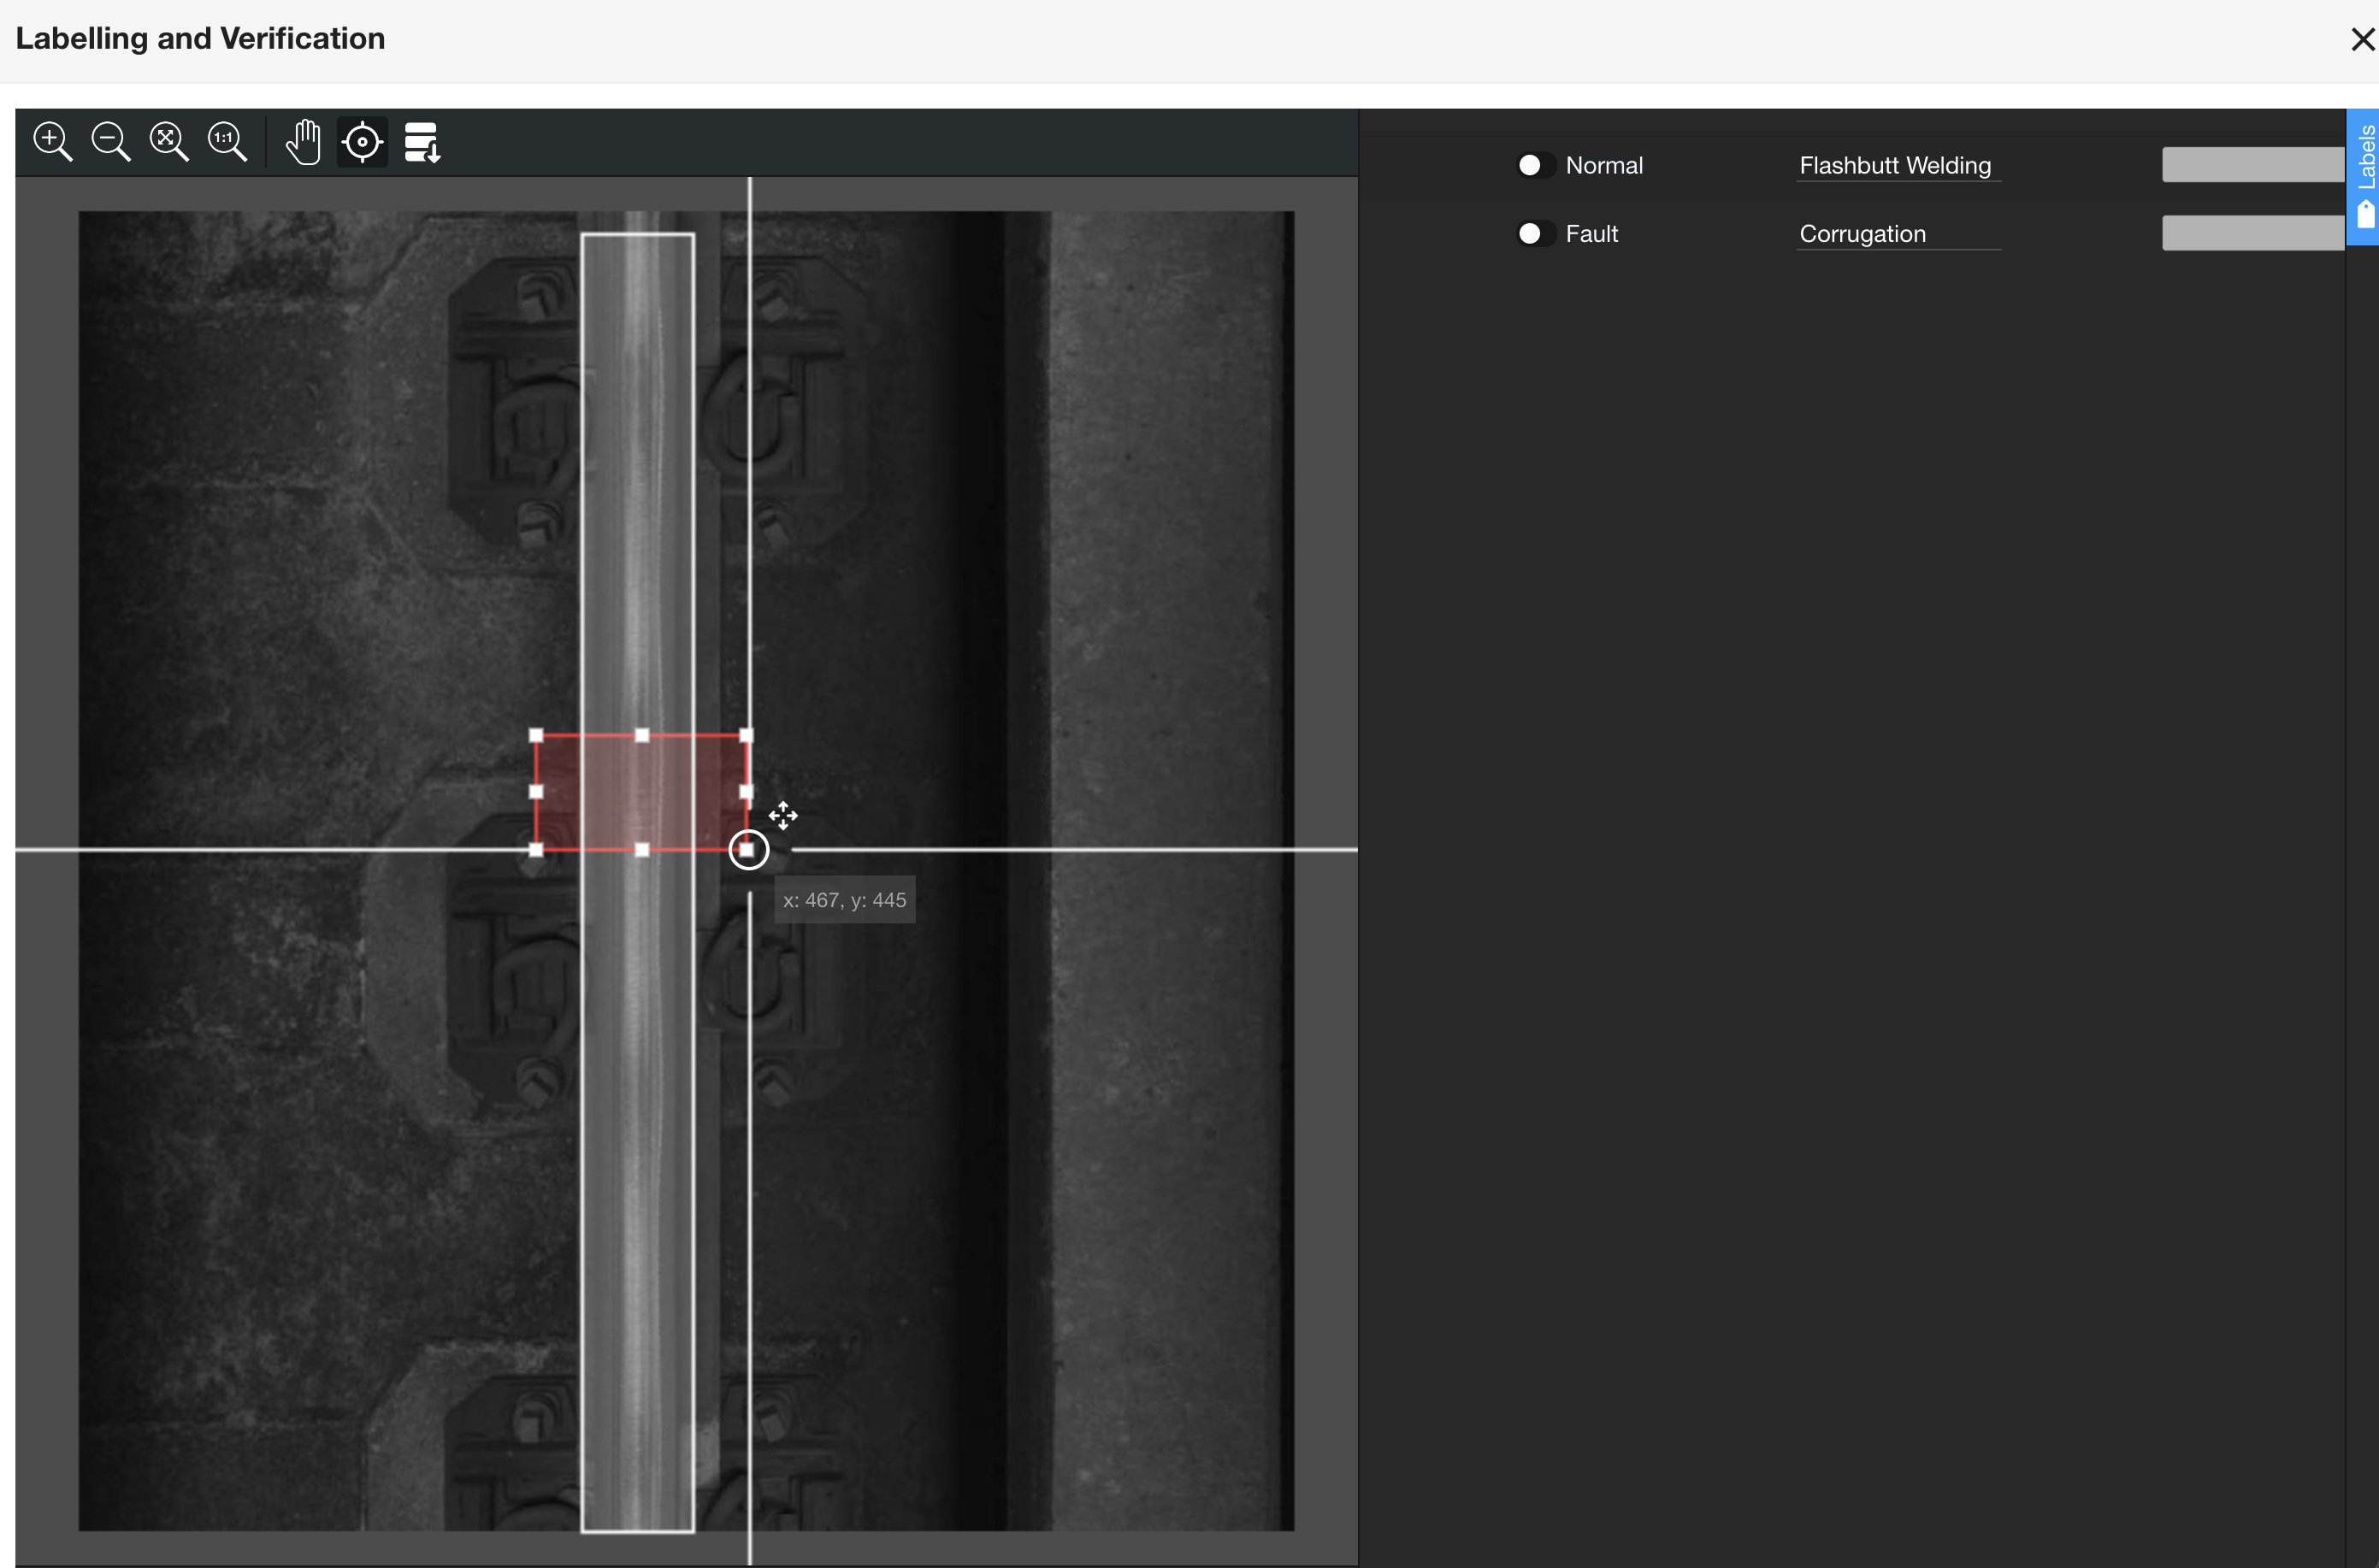 Labelling and Verification
1:1
Normal Flashbutt Welding
Fault Corrugation
Labels
x: 467, y: 445